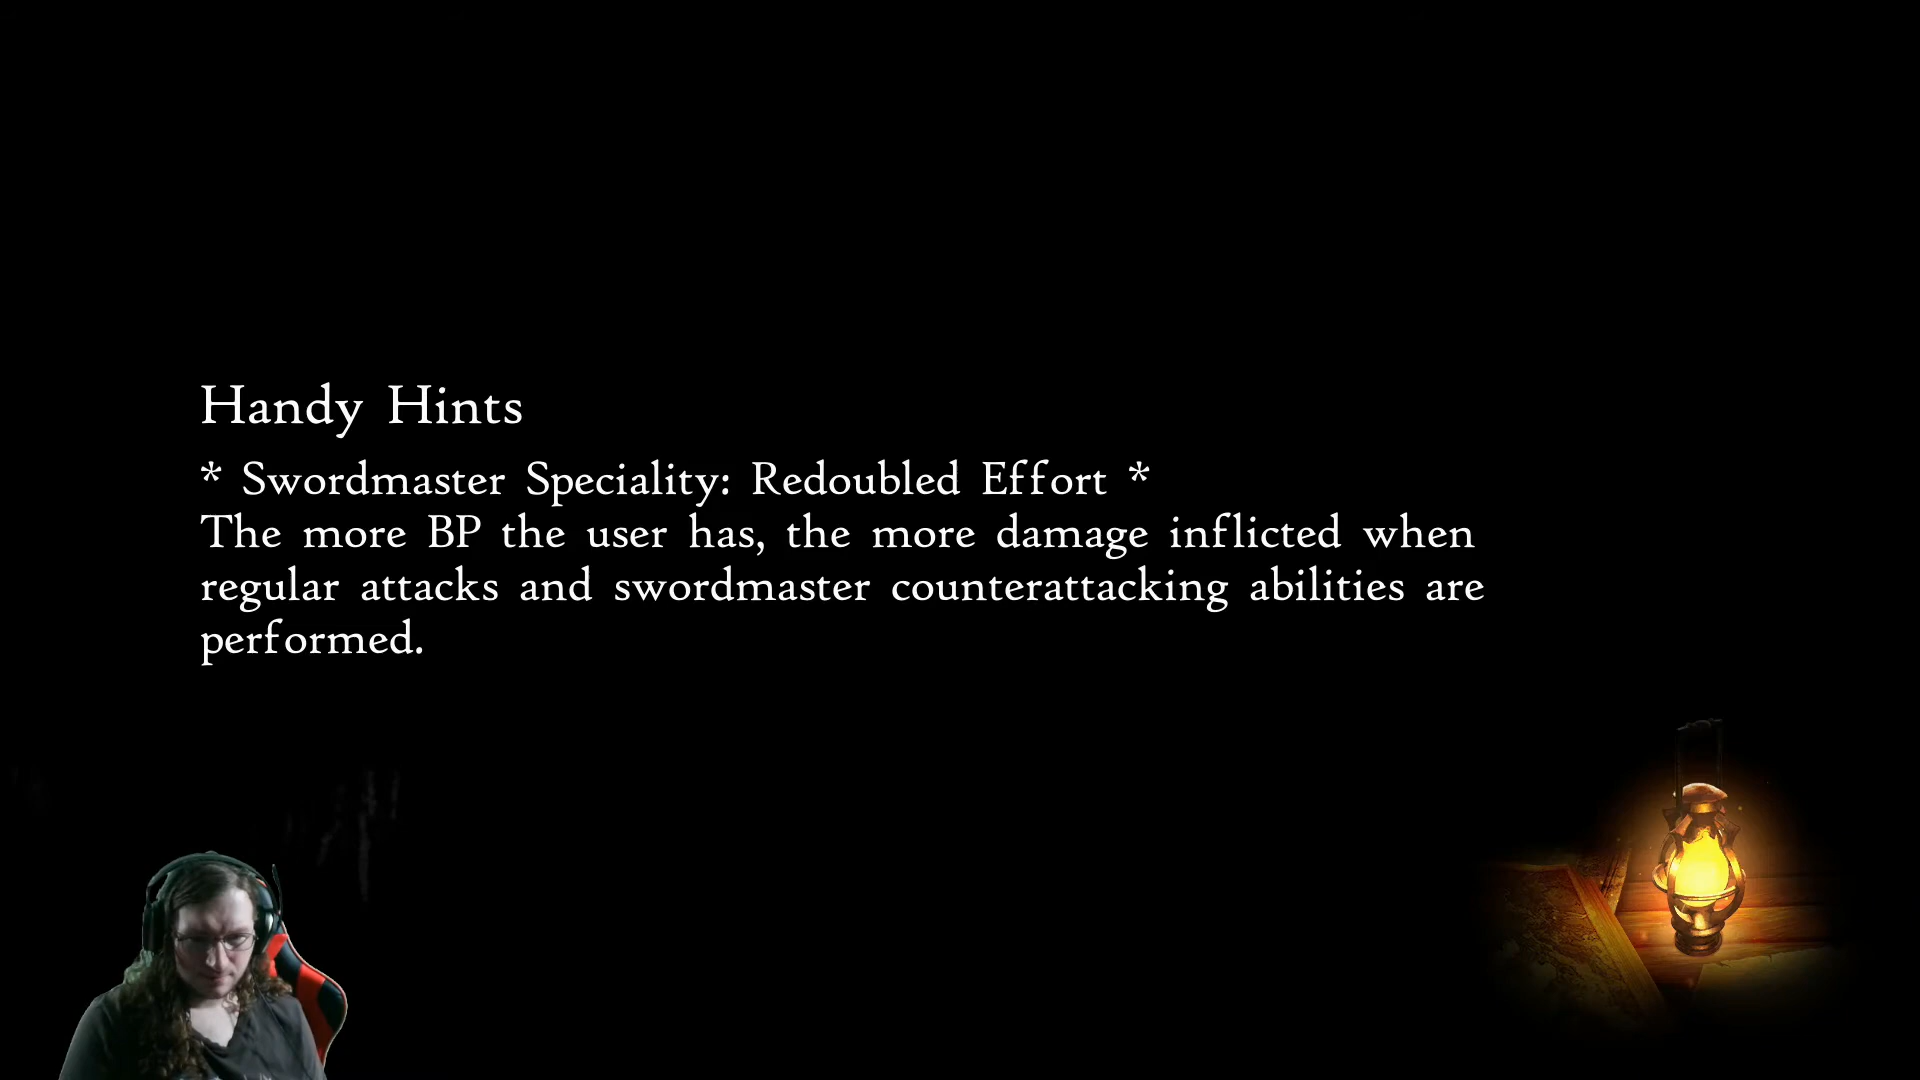 Handy Hints
* Swordmaster Speciality: Redoubled Effort *
The more BP the user has, the more damage inflicted when
regular attacks and swordmaster counterattacking abilities are
performed.